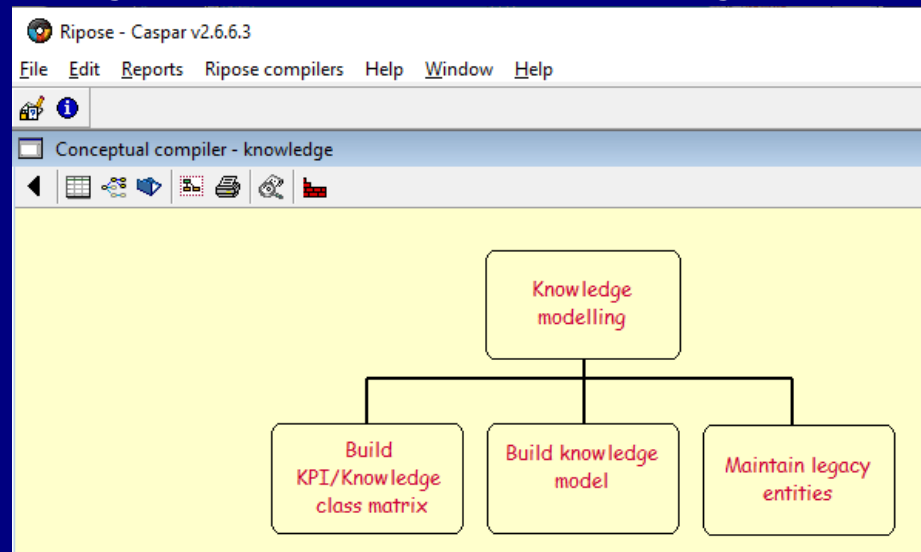 Ripose - Caspar v2.6.6.3
File Edit Reports Ripose compilers Help Window Help
Conceptual compiler - knowledge
Knowledge
modelling
Build
KPI/Knowledge
class matrix
Build knowledge
model
Maintain legacy
entities